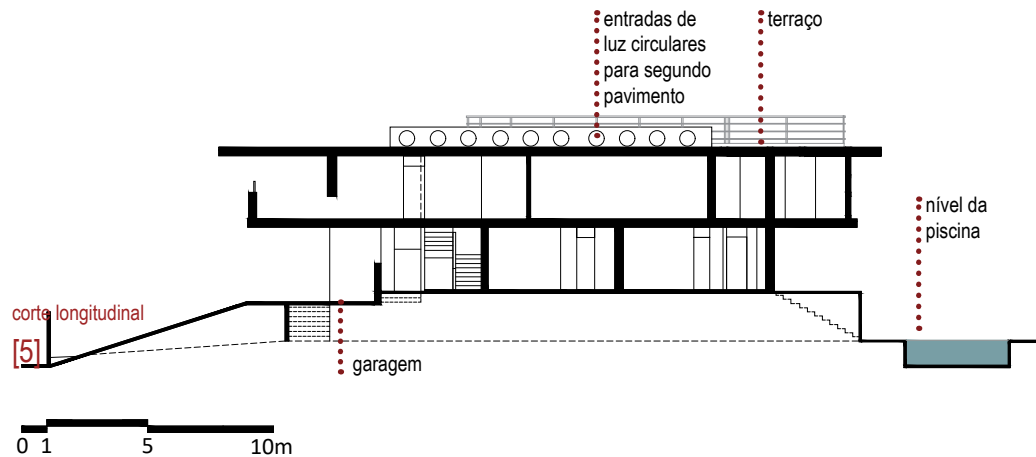 entradas de
luz circulares
para segundo
pavimento
terraço
nível da
piscina
corte longitudinal
[5]
garagem
0 1 5 10m